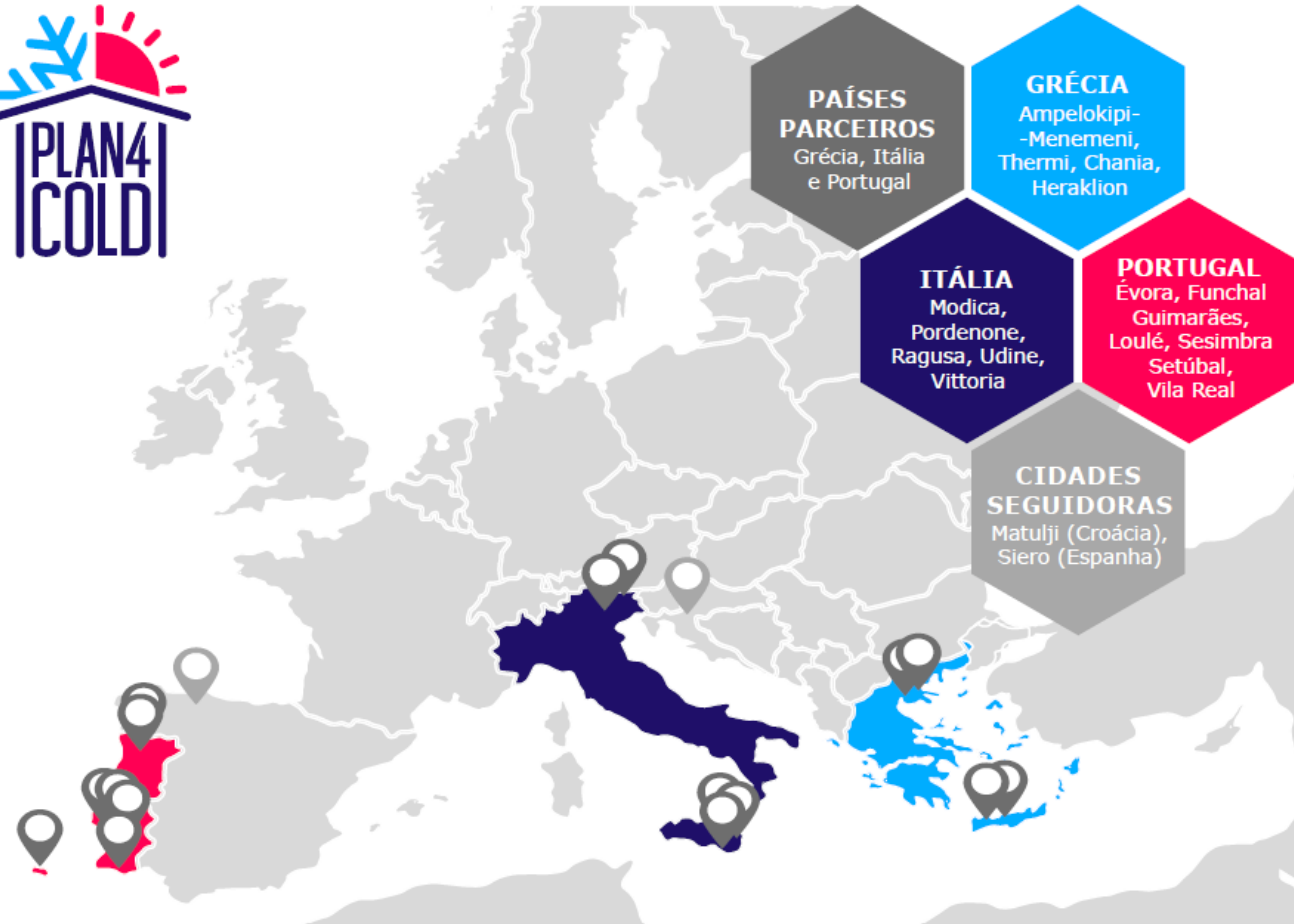 PLAN4
COLD
PAÍSES
PARCEIROS
Grécia, Itália
e Portugal
GRÉCIA
Ampelokipi-
-Menemeni,
Thermi, Chania,
Heraklion
ITÁLIA
Modica,
Pordenone,
Ragusa, Udine,
Vittoria
PORTUGAL
Évora, Funchal
Guimarães,
Loulé, Sesimbra
Setúbal,
Vila Real
CIDADES
SEGUIDORAS
Matulji (Croácia),
Siero (Espanha)